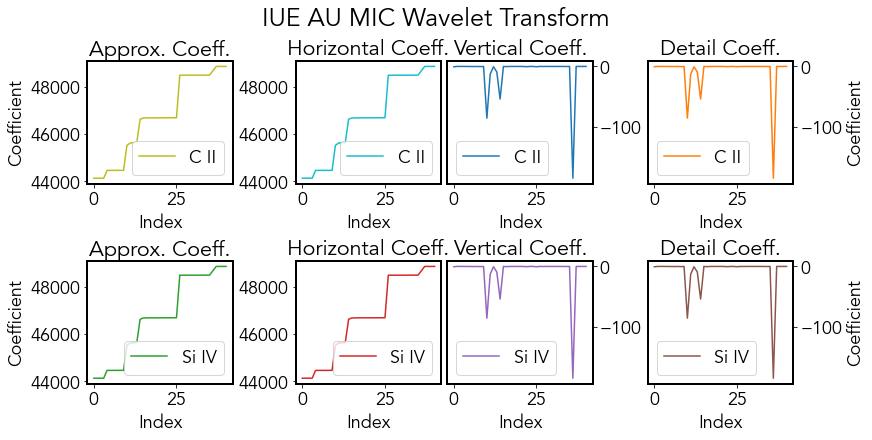 IUE AU MIC Wavelet Transform
Approx. Coeff. Horizontal Coeff. Vertical Coeff. Detail Coeff.
Coefficient
48000
46000
44000
C II
0 25
Index
48000
46000
44000
C II
0 25
Index
0
−100
C II
0 25
Index
0
−100
C II
0 25
Index
Coefficient
Approx. Coeff. Horizontal Coeff. Vertical Coeff. Detail Coeff.
Coefficient
48000
46000
44000
Si IV
0 25
Index
48000
46000
44000
Si IV
0 25
Index
0
−100
Si IV
0 25
Index
0
−100
Si IV
0 25
Index
Coefficient